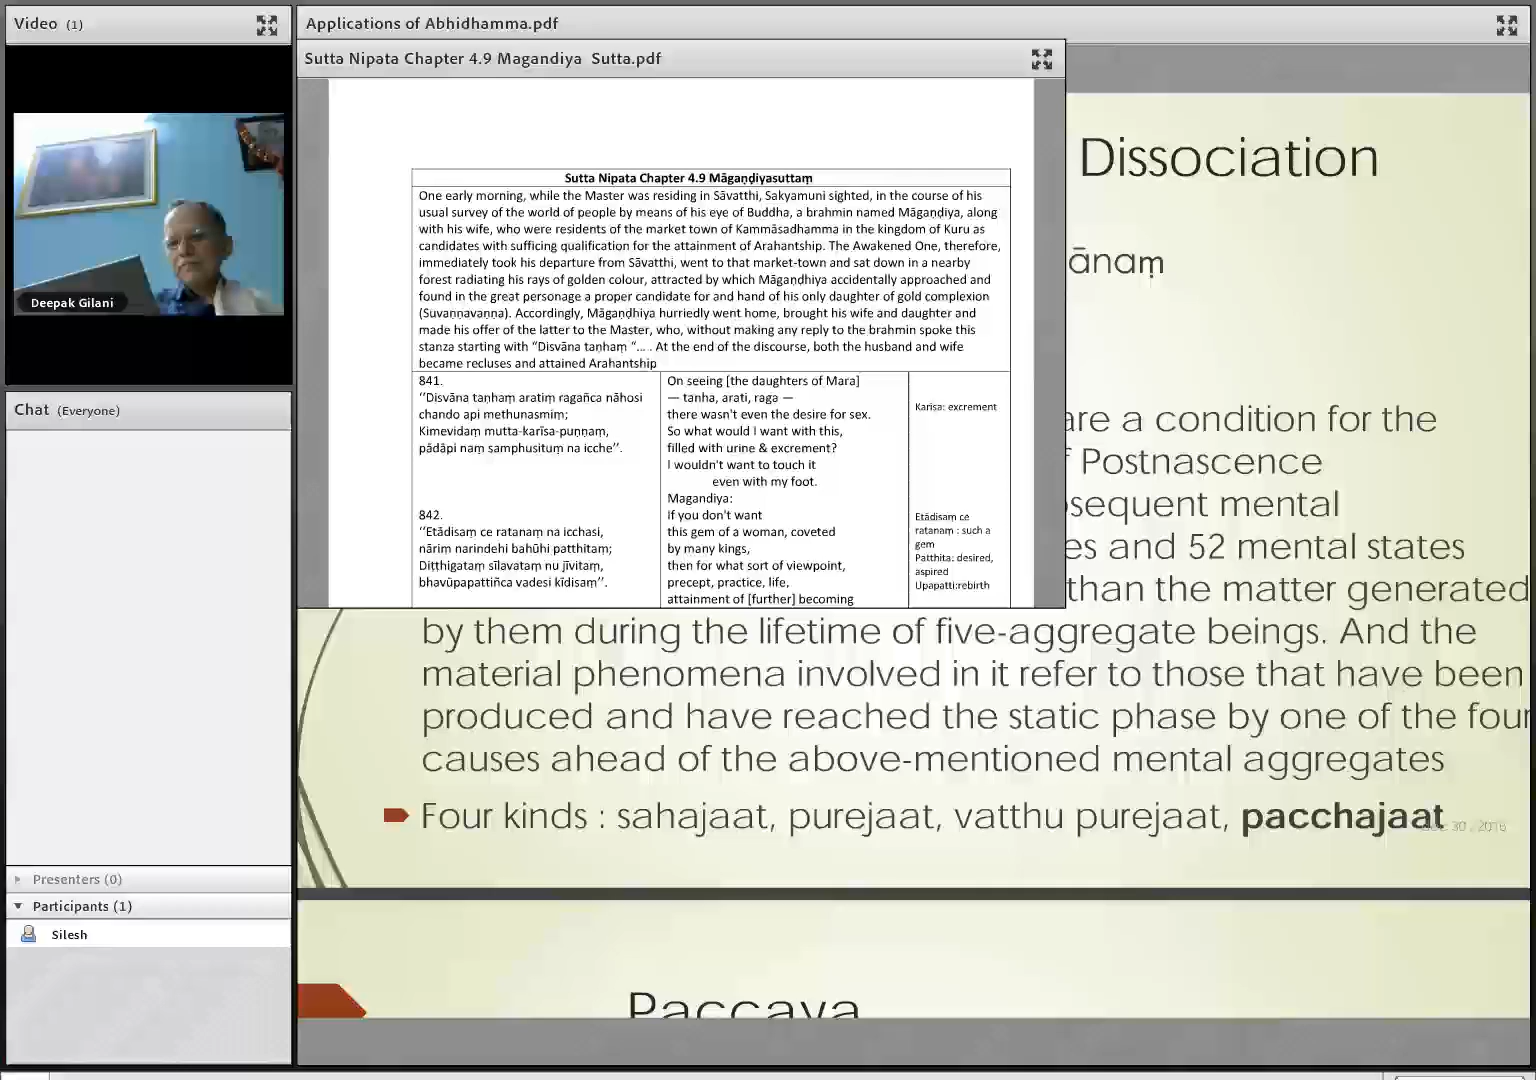 Video (1)
Deepak Gilani
Chat (Everyone)
Presenters (0)
Participants (1)
Silesh
Applications of Abhidhamma.pdf
Sutta Nipata Chapter 4.9 Magandiya  Sutta.pdf
Sutta Nipata Chapter 4.9 Māgaṇḍiyasuttaṃ
One early morning, while the Master was residing in Sāvatthi, Sakyamuni sighted, in the course of his
usual survey of the world of people by means of his eye of Buddha, a brahmin named Māgaṇḍiya, along
with his wife, who were residents of the market town of Kammāsadhamma in the kingdom of Kuru as
candidates with sufficing qualification for the attainment of Arahantship. The Awakened One, therefore,
immediately took his departure from Sāvatthi, went to that market-town and sat down in a nearby
forest radiating his rays of golden colour, attracted by which Māgaṇdhiya accidentally approached and
found in the great personage a proper candidate for and hand of his only daughter of gold complexion
(Suvaṇṇavaṇṇa). Accordingly, Māgaṇḍhiya hurriedly went home, brought his wife and daughter and
made his offer of the latter to the Master, who, without making any reply to the brahmin spoke this
stanza starting with “Disvāna taṇhaṃ “.... At the end of the discourse, both the husband and wife
became recluses and attained Arahantship
841.
‘‘Disvāna taṇhaṃ aratiṃ ragañca nāhosi
chando api methunasmiṃ;
Kimevidaṃ mutta-karīsa-puṇṇaṃ,
pādāpi naṃ samphusituṃ na icche’’.
842.
‘‘Etādisaṃ ce ratanaṃ na icchasi,
nāriṃ narindehi bahūhi patthitaṃ;
Diṭṭhigataṃ sīlavataṃ nu jīvitaṃ,
bhavūpapattiñca vadesi kīdisaṃ’’.
On seeing [the daughters of Mara]
— tanha, arati, raga —
there wasn't even the desire for sex.
So what would I want with this,
filled with urine & excrement?
I wouldn't want to touch it
even with my foot.
Magandiya:
If you don't want
this gem of a woman, coveted
by many kings,
then for what sort of viewpoint,
precept, practice, life,
attainment of [further] becoming
Karisa: excrement
Etādisaṃ ce
ratanaṃ : such a
gem
Patthita: desired,
aspired
Upapatti:rebirth
Dissociation
ānaṃ
are a condition for the
f Postnascence
sequent mental
es and 52 mental states
than the matter generated
by them during the lifetime of five-aggregate beings. And the
material phenomena involved in it refer to those that have been
produced and have reached the static phase by one of the four
causes ahead of the above-mentioned mental aggregates
Four kinds : sahajaat, purejaat, vatthu purejaat, pacchajaat
30 , 2016
Paccaya